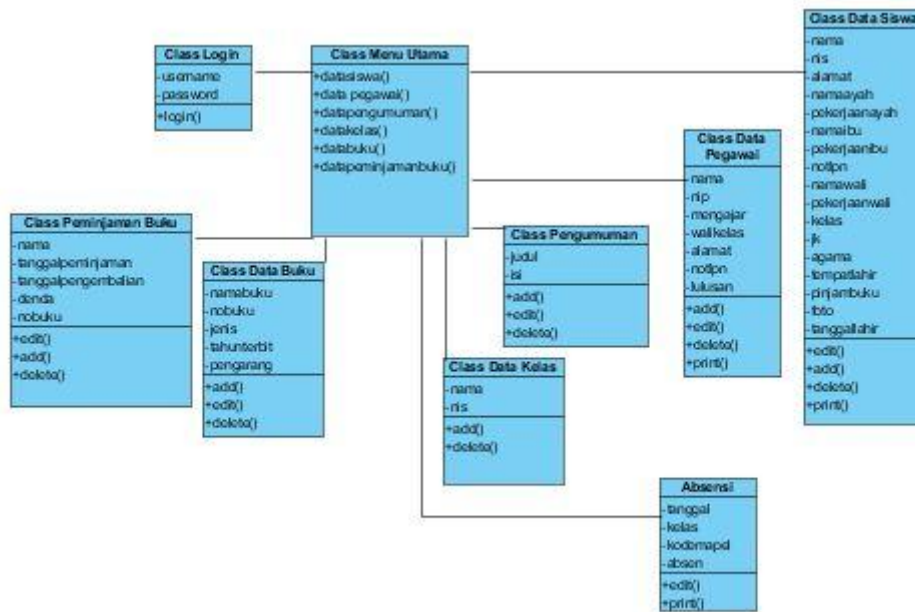 Class Login
-username
-password
+login()
Class Menu Utama
+datasiswa()
+data pegawai()
+datapengumuman()
+datakelas()
+databuku()
+datapeminjamanbuku()
Class Data Siswa
-nama
-nis
-alamat
-namaayah
-pekerjaanayah
-namaibu
-pekerjaanibu
-notlpn
-namawali
-pekerjaanwali
-kelas
-jk
-agama
-tempatlahir
-pinjambuku
-foto
-tanggallahir
+edit()
+add()
+delete()
+print()
Class Data
Pegawai
-nama
-nip
-mengajar
-walikelas
-alamat
-notlpn
-lulusan
+add()
+edit()
+delete()
+print()
Class Peminjaman Buku
-nama
-tanggalpeminjaman
-tanggalpengembalian
-denda
-nobuku
+edit()
+add()
+delete()
Class Data Buku
-namabuku
-nobuku
-jenis
-tahunterbit
-pengarang
+add()
+edit()
+delete()
Class Pengumuman
-judul
-isi
+add()
+edit()
+delete()
Class Data Kelas
-nama
-nis
+add()
+delete()
Absensi
-tanggal
-kelas
-kodemapel
-absen
+edit()
+print()